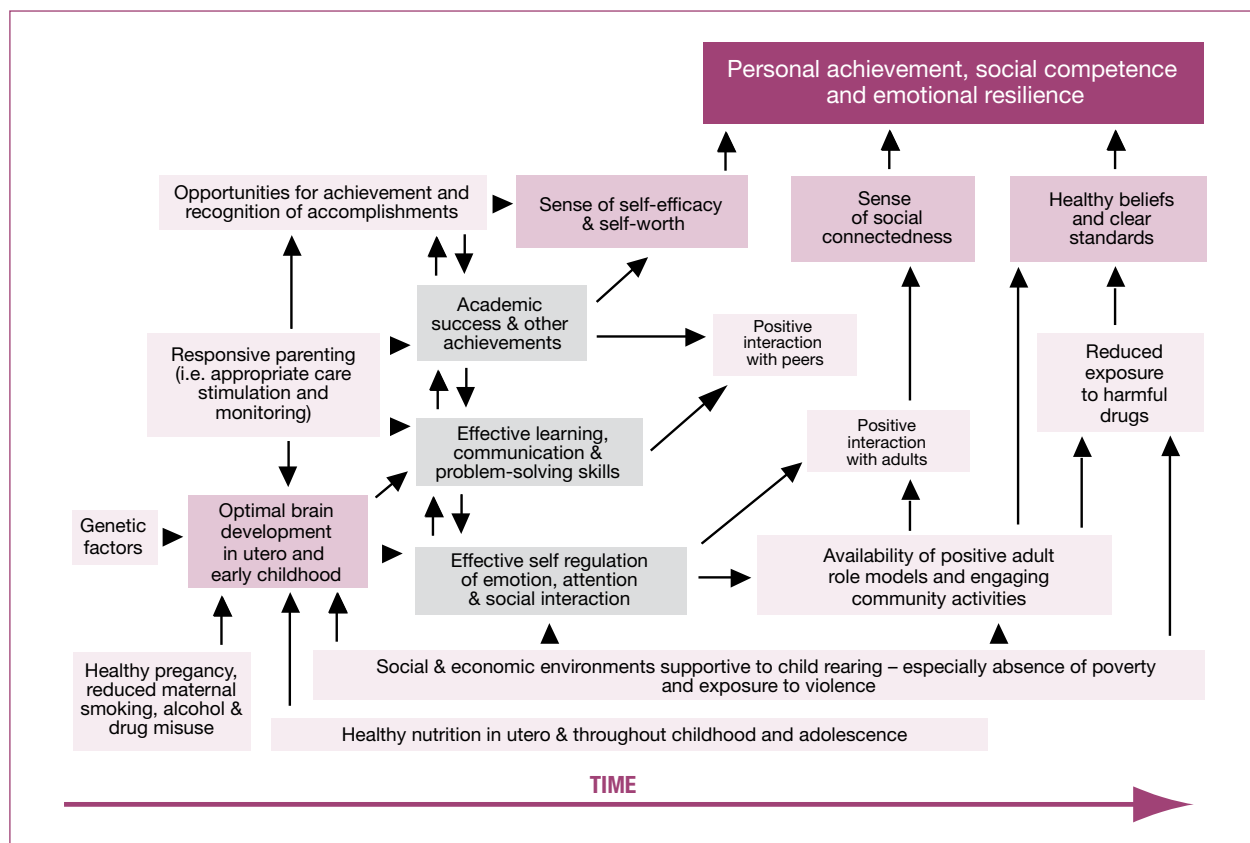 Personal achievement, social competence
and emotional resilience
Opportunities for achievement and
recognition of accomplishments
Sense of self-efficacy
& self-worth
Sense
of social
connectedness
Healthy beliefs
and clear
standards
Academic
success & other
achievements
Positive
interaction
with peers
Responsive parenting
(i.e. appropriate care
stimulation and
monitoring)
Reduced
exposure
to harmful
drugs
Effective learning,
communication &
problem-solving skills
Positive
interaction
with adults
Genetic
factors
Optimal brain
development
in utero and
early childhood
Effective self regulation
of emotion, attention
& social interaction
Availability of positive adult
role models and engaging
community activities
Healthy pregancy,
reduced maternal
smoking, alcohol &
drug misuse
Social & economic environments supportive to child rearing – especially absence of poverty
and exposure to violence
Healthy nutrition in utero & throughout childhood and adolescence
TIME